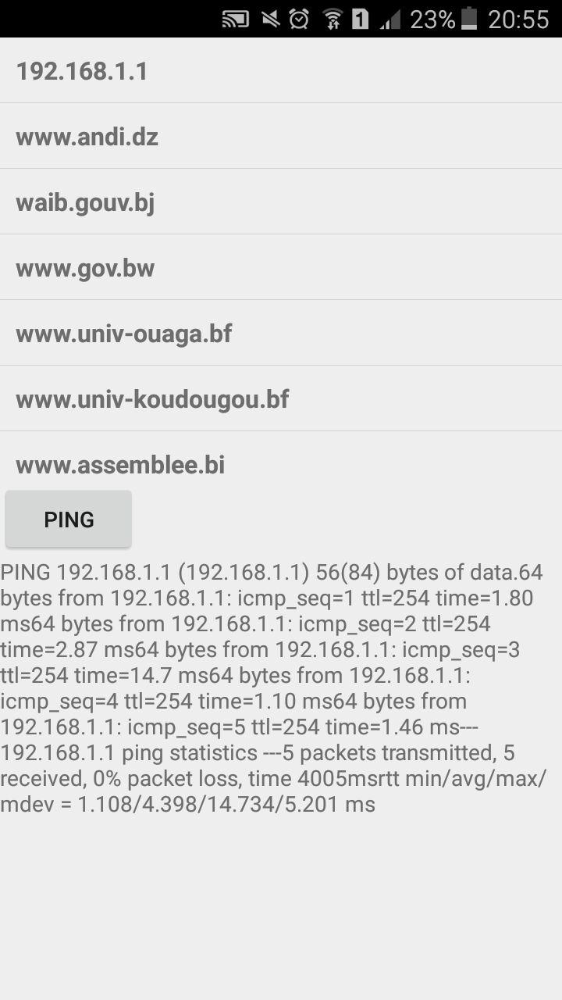 1 23% 20:55
192.168.1.1
www.andi.dz
waib.gouv.bj
www.gov.bw
www.univ-ouaga.bf
www.univ-koudougou.bf
www.assemblee.bi
PING
PING 192.168.1.1 (192.168.1.1) 56(84) bytes of data.64
bytes from 192.168.1.1: icmp_seq=1 ttl=254 time=1.80
ms64 bytes from 192.168.1.1: icmp_seq=2 ttl=254
time=2.87 ms64 bytes from 192.168.1.1: icmp_seq=3
ttl=254 time=14.7 ms64 bytes from 192.168.1.1:
icmp_seq=4 ttl=254 time=1.10 ms64 bytes from
192.168.1.1: icmp_seq=5 ttl=254 time=1.46 ms---
192.168.1.1 ping statistics ---5 packets transmitted, 5
received, 0% packet loss, time 4005msrtt min/avg/max/
mdev = 1.108/4.398/14.734/5.201 ms